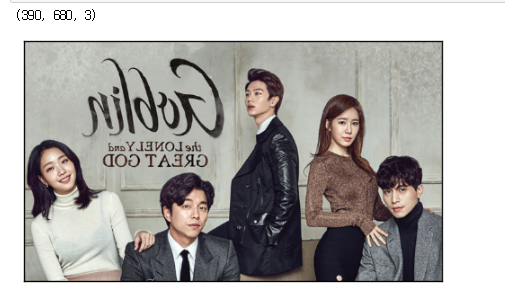 (390, 680, 3)
Goblin
the LONELY and
GREAT GOD